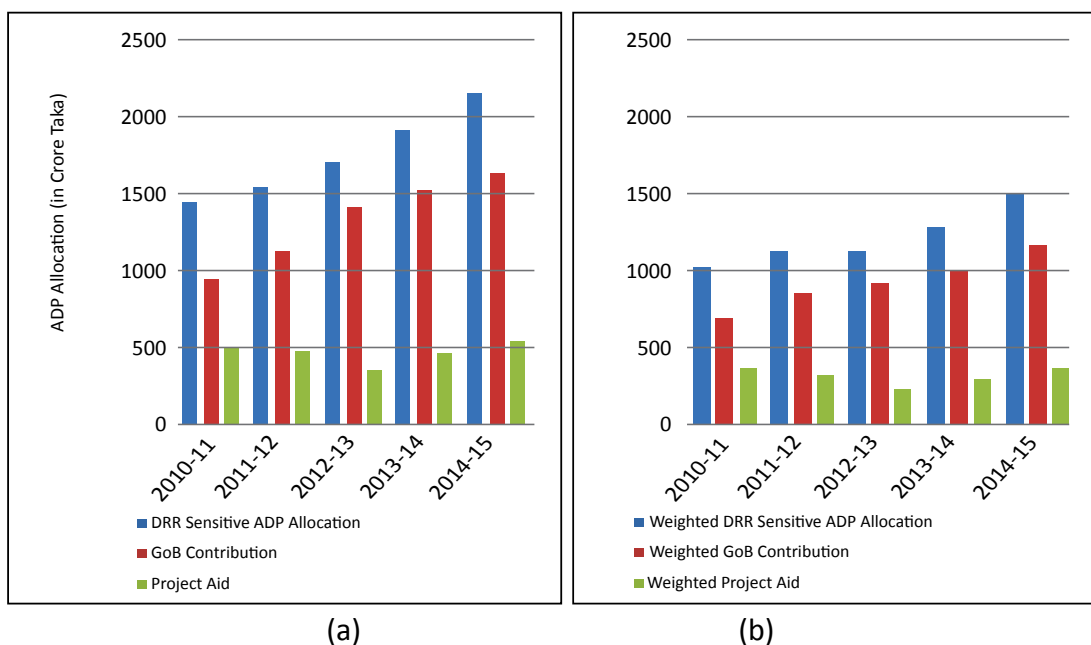 ADP Allocation (in Crore Taka)
2500
2000
1500
1000
500
0
2010-11
2011-12
2012-13
2013-14
2014-15
DRR Sensitive ADP Allocation
GoB Contribution
Project Aid
(a)
2500
2000
1500
1000
500
0
2010-11
2011-12
2012-13
2013-14
2014-15
Weighted DRR Sensitive ADP Allocation
Weighted GoB Contribution
Weighted Project Aid
(b)